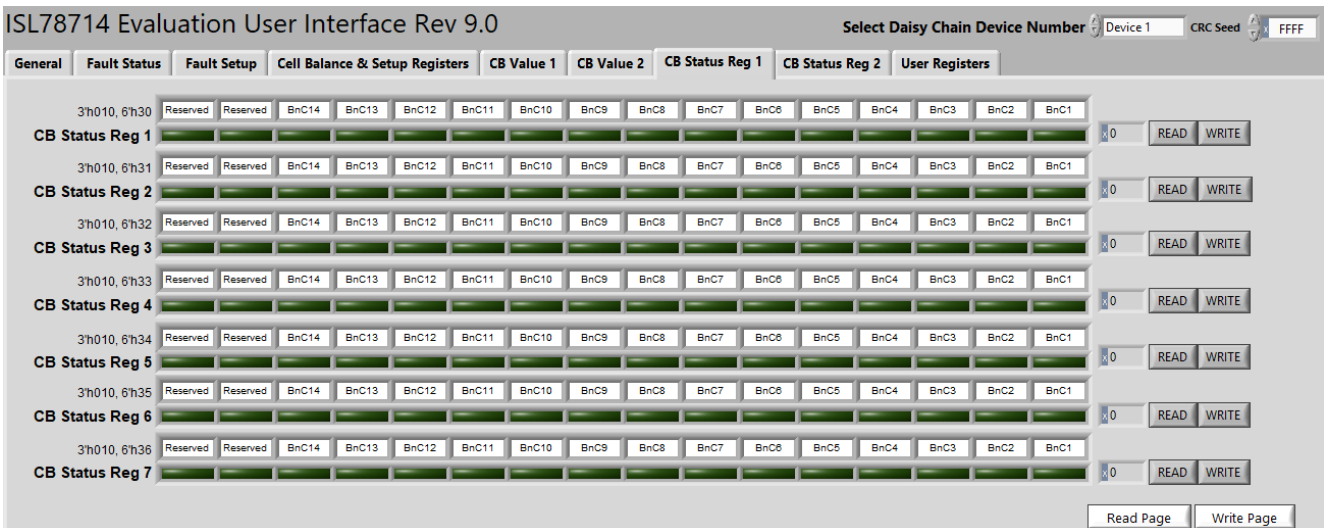 ISL78714 Evaluation User Interface Rev 9.0
Select Daisy Chain Device Number Device 1 CRC Seed x FFFF
General Fault Status Fault Setup Cell Balance & Setup Registers CB Value 1 CB Value 2 CB Status Reg 1 CB Status Reg 2 User Registers
3'h010, 6'h30 Reserved Reserved BnC14 BnC13 BnC12 BnC11 BnC10 BnC9 BnC8 BnC7 BnC6 BnC5 BnC4 BnC3 BnC2 BnC1
CB Status Reg 1 x 0 READ WRITE
3'h010, 6'h31 Reserved Reserved BnC14 BnC13 BnC12 BnC11 BnC10 BnC9 BnC8 BnC7 BnC6 BnC5 BnC4 BnC3 BnC2 BnC1
CB Status Reg 2 x 0 READ WRITE
3'h010, 6'h32 Reserved Reserved BnC14 BnC13 BnC12 BnC11 BnC10 BnC9 BnC8 BnC7 BnC6 BnC5 BnC4 BnC3 BnC2 BnC1
CB Status Reg 3 x 0 READ WRITE
3'h010, 6'h33 Reserved Reserved BnC14 BnC13 BnC12 BnC11 BnC10 BnC9 BnC8 BnC7 BnC6 BnC5 BnC4 BnC3 BnC2 BnC1
CB Status Reg 4 x 0 READ WRITE
3'h010, 6'h34 Reserved Reserved BnC14 BnC13 BnC12 BnC11 BnC10 BnC9 BnC8 BnC7 BnC6 BnC5 BnC4 BnC3 BnC2 BnC1
CB Status Reg 5 x 0 READ WRITE
3'h010, 6'h35 Reserved Reserved BnC14 BnC13 BnC12 BnC11 BnC10 BnC9 BnC8 BnC7 BnC6 BnC5 BnC4 BnC3 BnC2 BnC1
CB Status Reg 6 x 0 READ WRITE
3'h010, 6'h36 Reserved Reserved BnC14 BnC13 BnC12 BnC11 BnC10 BnC9 BnC8 BnC7 BnC6 BnC5 BnC4 BnC3 BnC2 BnC1
CB Status Reg 7 x 0 READ WRITE
Read Page Write Page